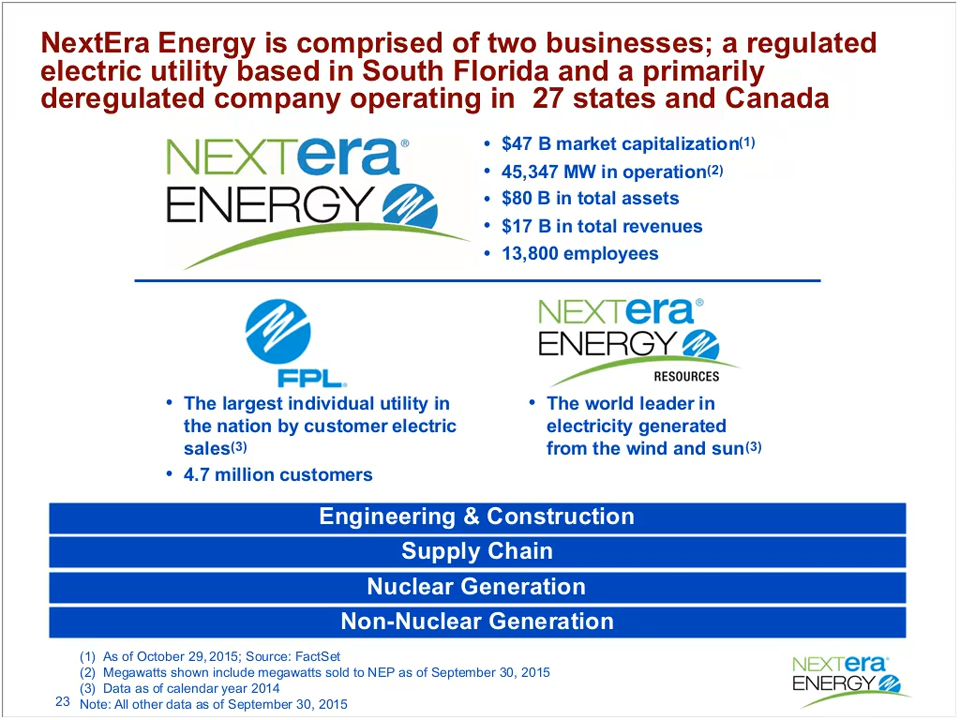 NextEra Energy is comprised of two businesses; a regulated
electric utility based in South Florida and a primarily
deregulated company operating in 27 states and Canada
NEXTera®
ENERGY
• $47 B market capitalization(1)
• 45,347 MW in operation(2)
• $80 B in total assets
• $17 B in total revenues
• 13,800 employees
FPL®
• The largest individual utility in
the nation by customer electric
sales(3)
• 4.7 million customers
NEXTera®
ENERGY
RESOURCES
• The world leader in
electricity generated
from the wind and sun(3)
Engineering & Construction
Supply Chain
Nuclear Generation
Non-Nuclear Generation
(1) As of October 29, 2015; Source: FactSet
(2) Megawatts shown include megawatts sold to NEP as of September 30, 2015
(3) Data as of calendar year 2014
23 Note: All other data as of September 30, 2015
NEXTera®
ENERGY